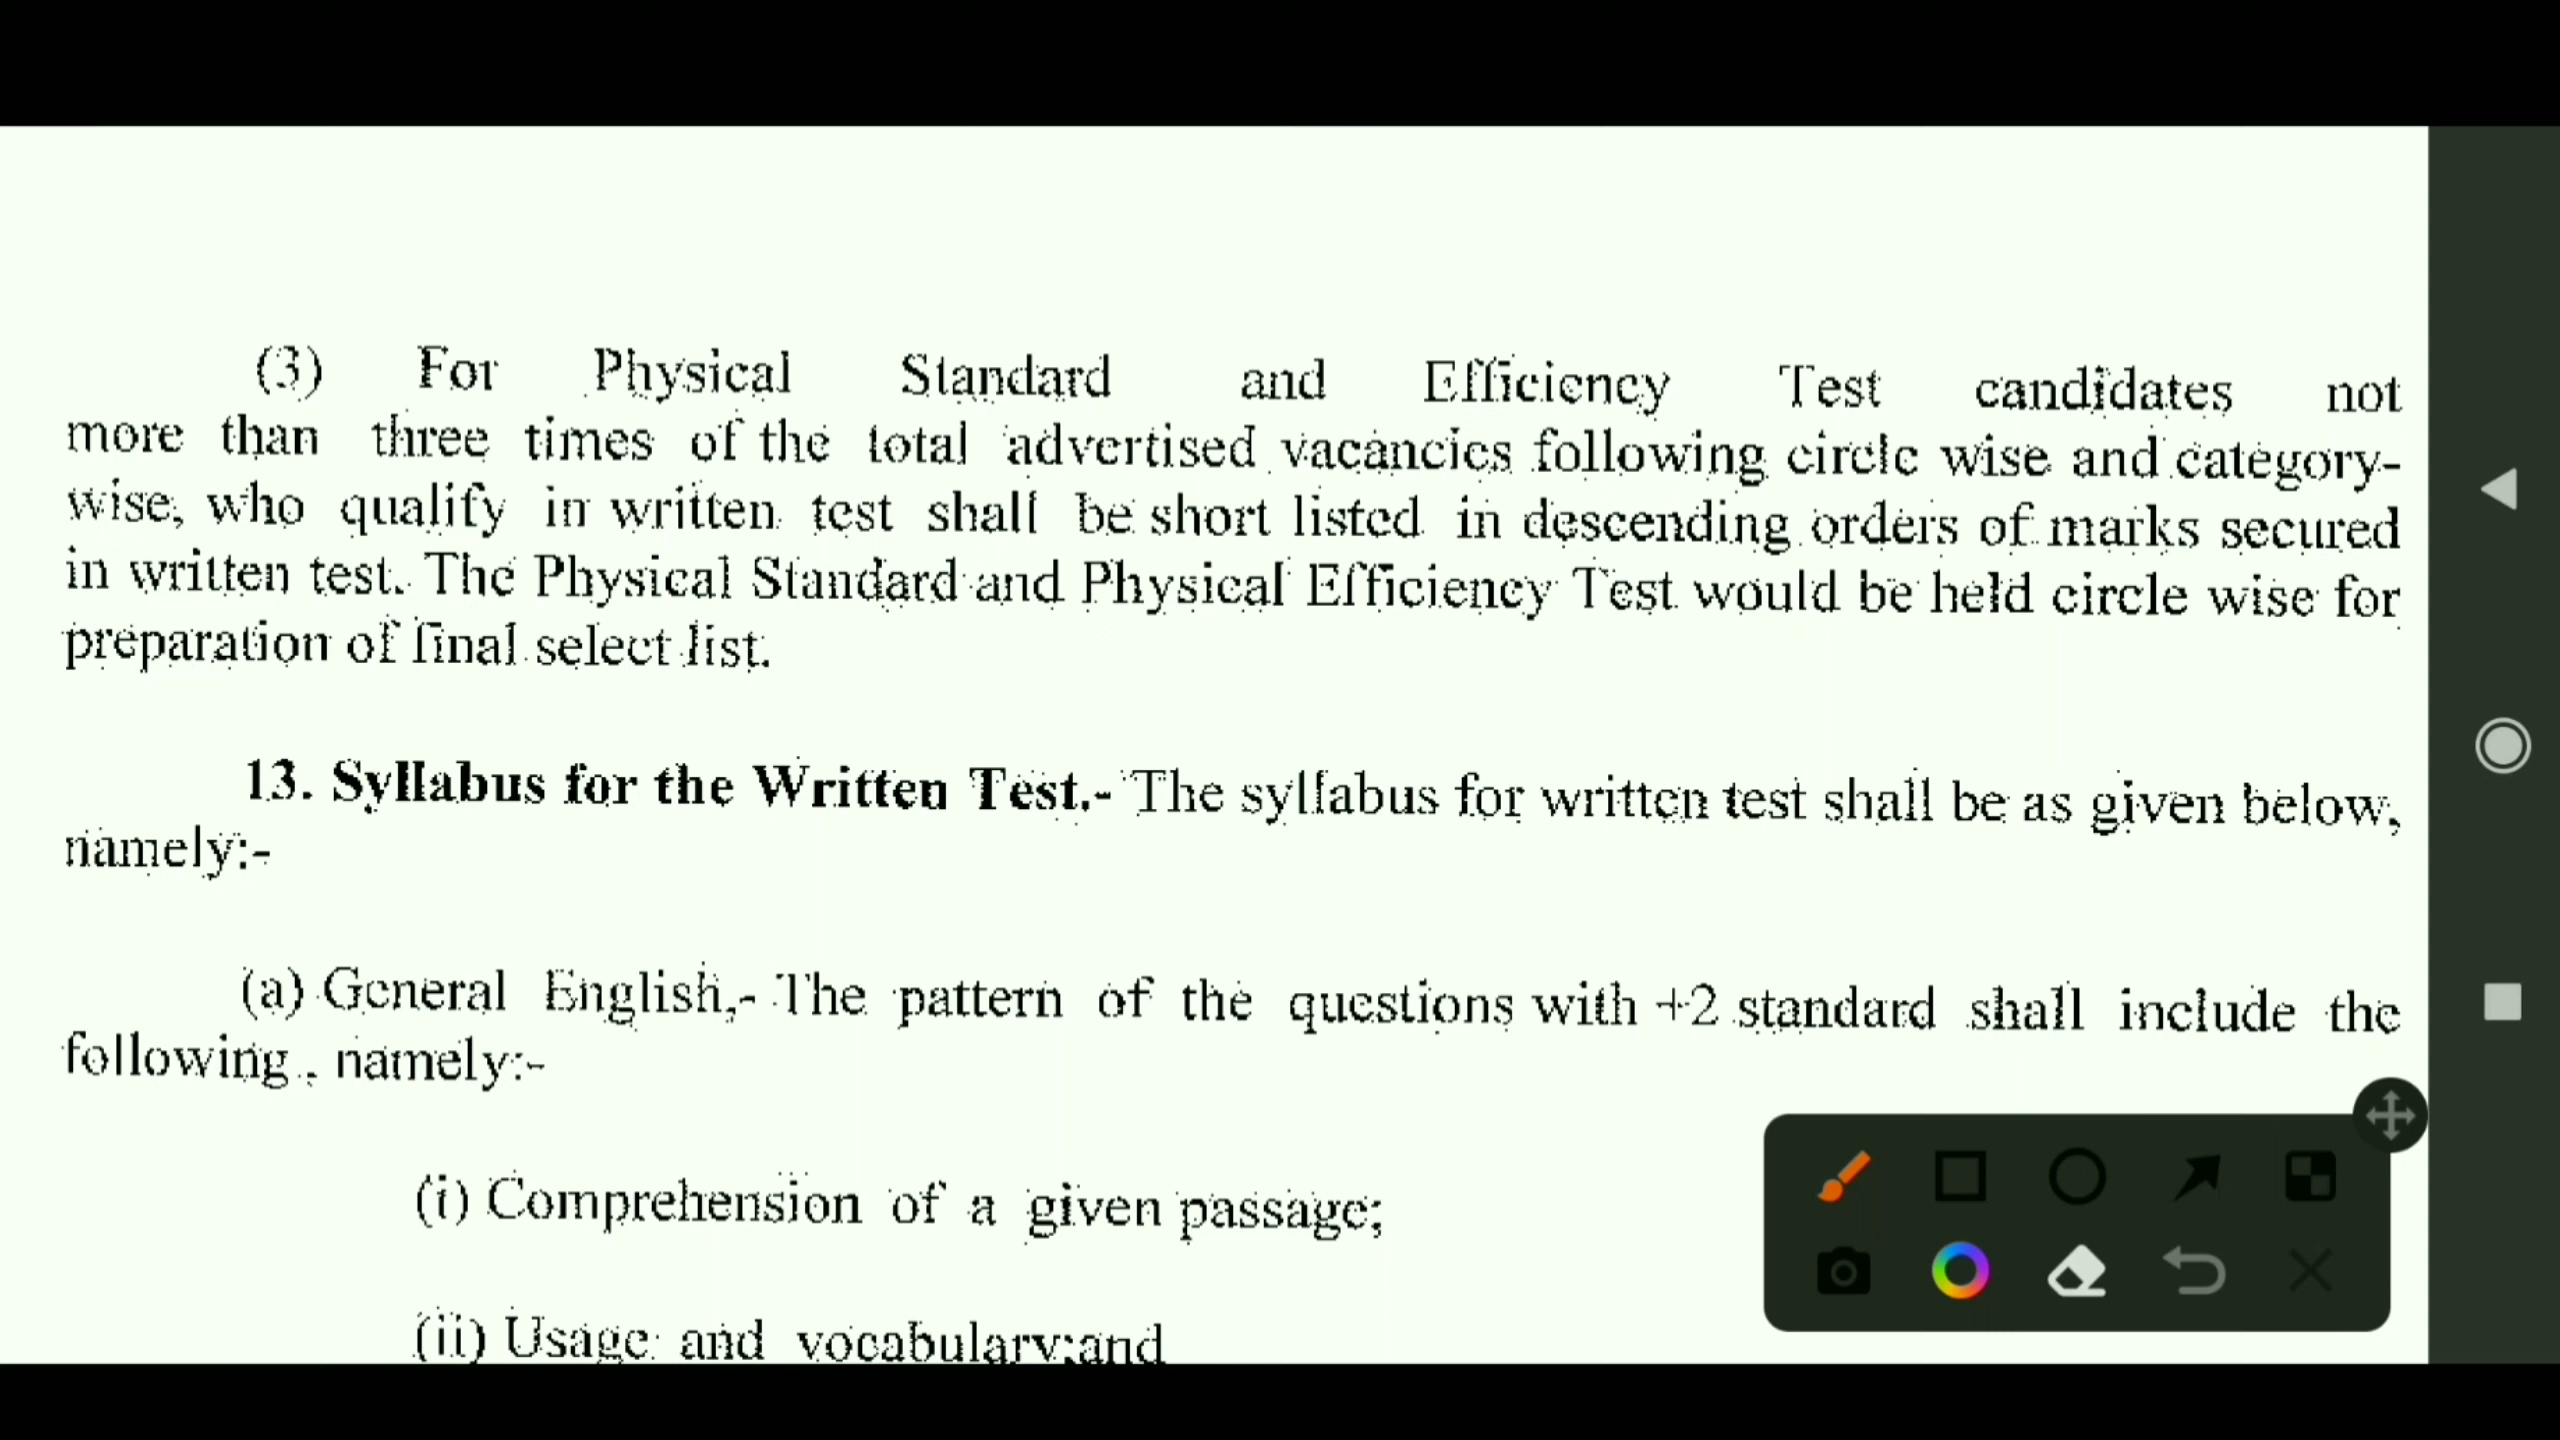 (3) For Physical Standard and Efficiency Test candidates not
more than three times of the total advertised vacancies following circle wise and category-
wise, who qualify in written test shall be short listed in descending orders of marks secured
in written test. The Physical Standard and Physical Efficiency Test would be held circle wise for
preparation of final select list.
13. Syllabus for the Written Test.- The syllabus for written test shall be as given below,
namely:-
(a) General English,- The pattern of the questions with +2 standard shall include the
following , namely:-
(i) Comprehension of a given passage;
(ii) Usage and vocabulary;and